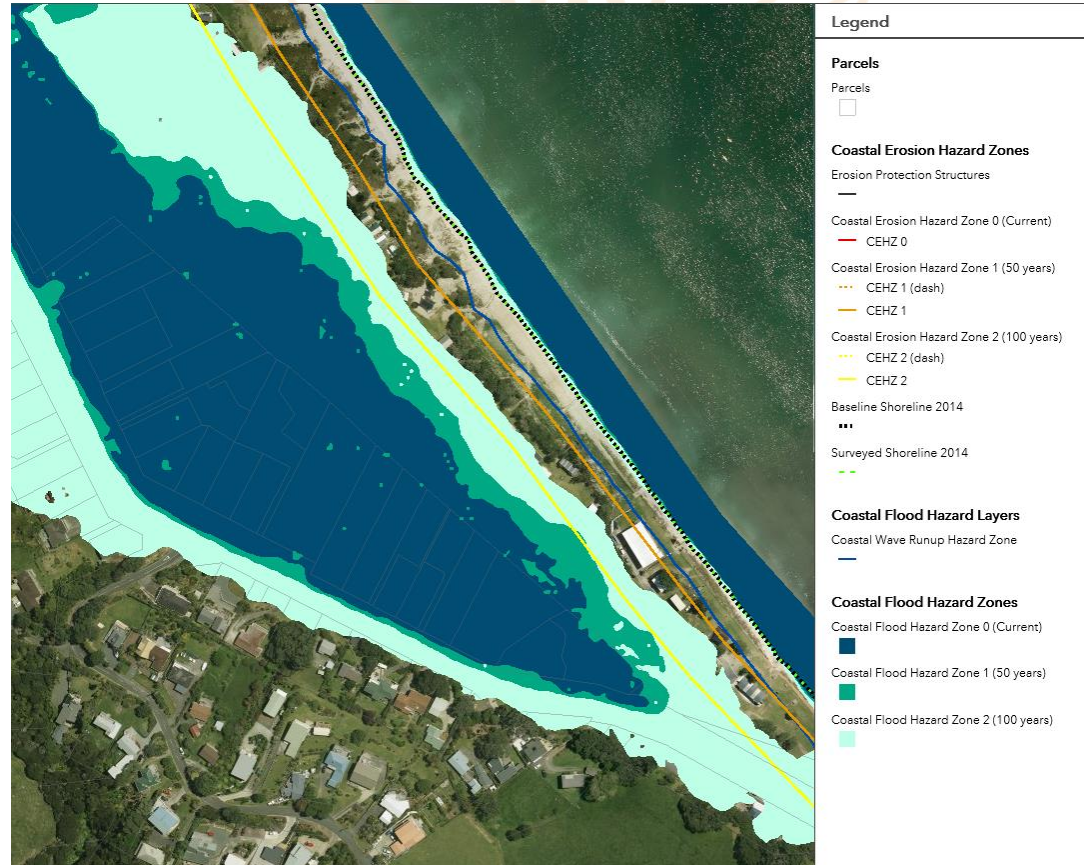 Legend
Parcels
Parcels
Coastal Erosion Hazard Zones
Erosion Protection Structures
Coastal Erosion Hazard Zone 0 (Current)
CEHZ 0
Coastal Erosion Hazard Zone 1 (50 years)
CEHZ 1 (dash)
CEHZ 1
Coastal Erosion Hazard Zone 2 (100 years)
CEHZ 2 (dash)
CEHZ 2
Baseline Shoreline 2014
Surveyed Shoreline 2014
Coastal Flood Hazard Layers
Coastal Wave Runup Hazard Zone
Coastal Flood Hazard Zones
Coastal Flood Hazard Zone 0 (Current)
Coastal Flood Hazard Zone 1 (50 years)
Coastal Flood Hazard Zone 2 (100 years)